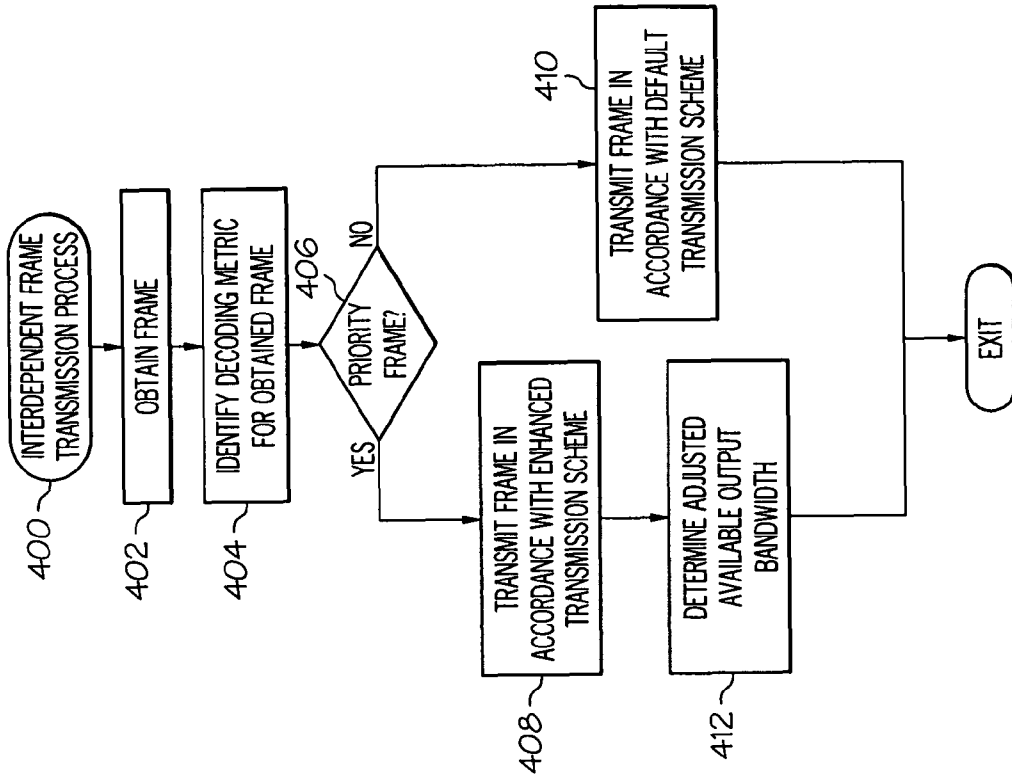 INTERDEPENDENT FRAME
TRANSMISSION PROCESS
400
OBTAIN FRAME
402
IDENTIFY DECODING METRIC
FOR OBTAINED FRAME
404
406
PRIORITY
FRAME?
YES
NO
TRANSMIT FRAME IN
ACCORDANCE WITH ENHANCED
TRANSMISSION SCHEME
408
410
TRANSMIT FRAME IN
ACCORDANCE WITH DEFAULT
TRANSMISSION SCHEME
DETERMINE ADJUSTED
AVAILABLE OUTPUT
BANDWIDTH
412
EXIT